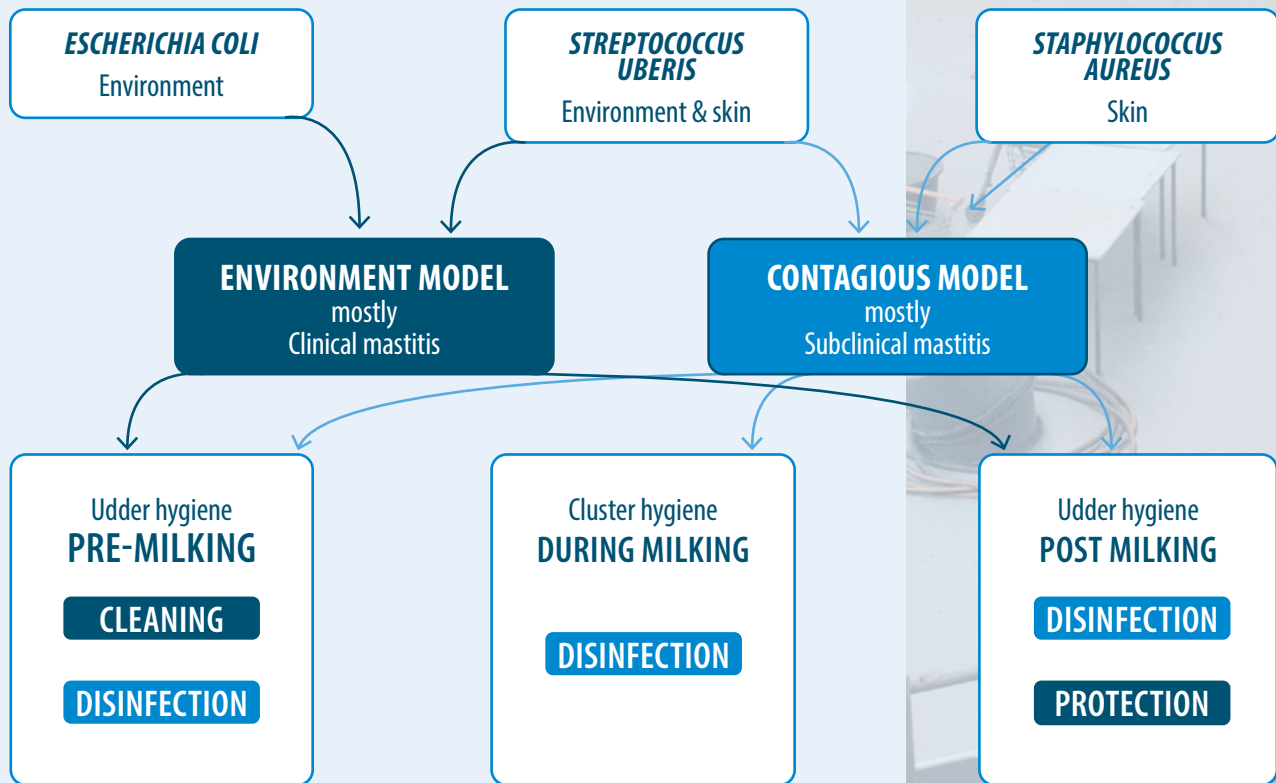 ESCHERICHIA COLI
Environment
STREPTOCOCCUS
UBERIS
Environment & skin
STAPHYLOCOCCUS
AUREUS
Skin
ENVIRONMENT MODEL
mostly
Clinical mastitis
CONTAGIOUS MODEL
mostly
Subclinical mastitis
Udder hygiene
PRE-MILKING
CLEANING
DISINFECTION
Cluster hygiene
DURING MILKING
DISINFECTION
Udder hygiene
POST MILKING
DISINFECTION
PROTECTION